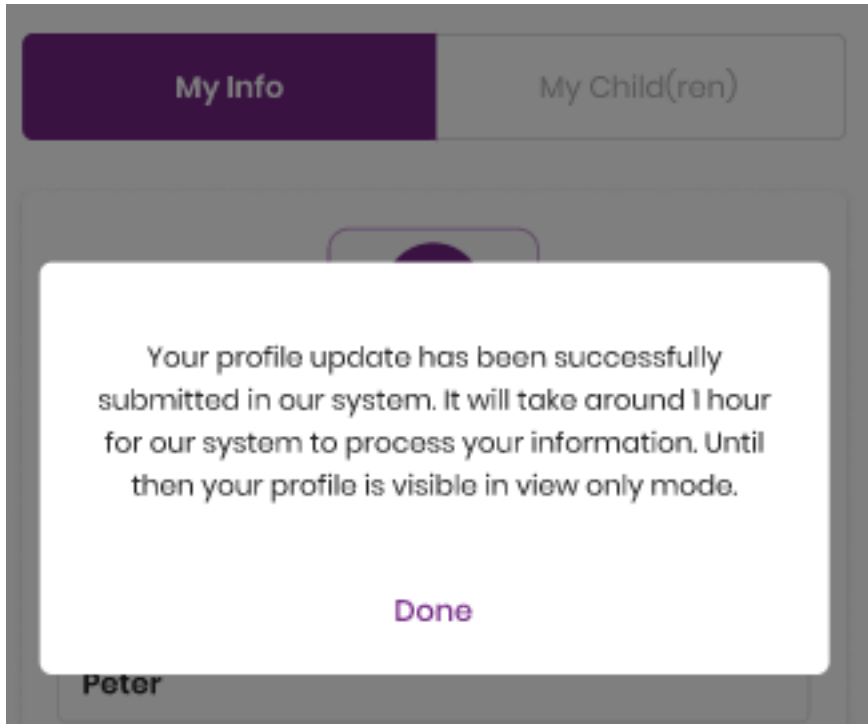 My Info
My Child(ren)
Your profile update has been successfully
submitted in our system. It will take around 1 hour
for our system to process your information. Until
then your profile is visible in view only mode.
Done
Peter